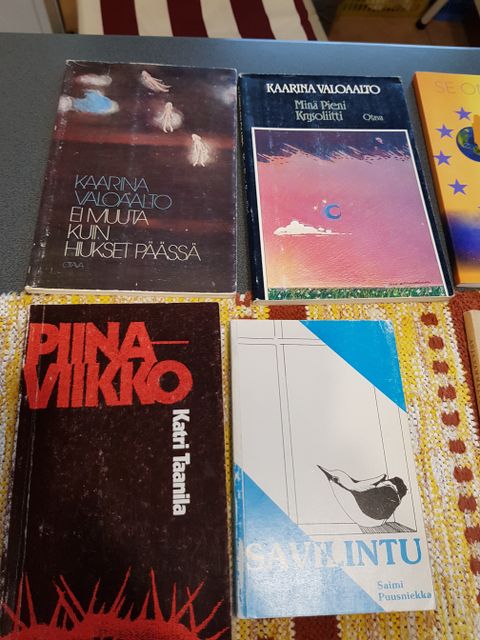 KAARINA
VALOAALTO
EI MUUTA
KUIN
HIUKSET PÄÄSSÄ
OTAVA
KAARINA VALOAALTO
Minä Pieni
Krysoliitti
Otava
SE O
PIINA-
VIIKKO
Katri Taanila
SAVILINTU
Saimi
Puusniekka